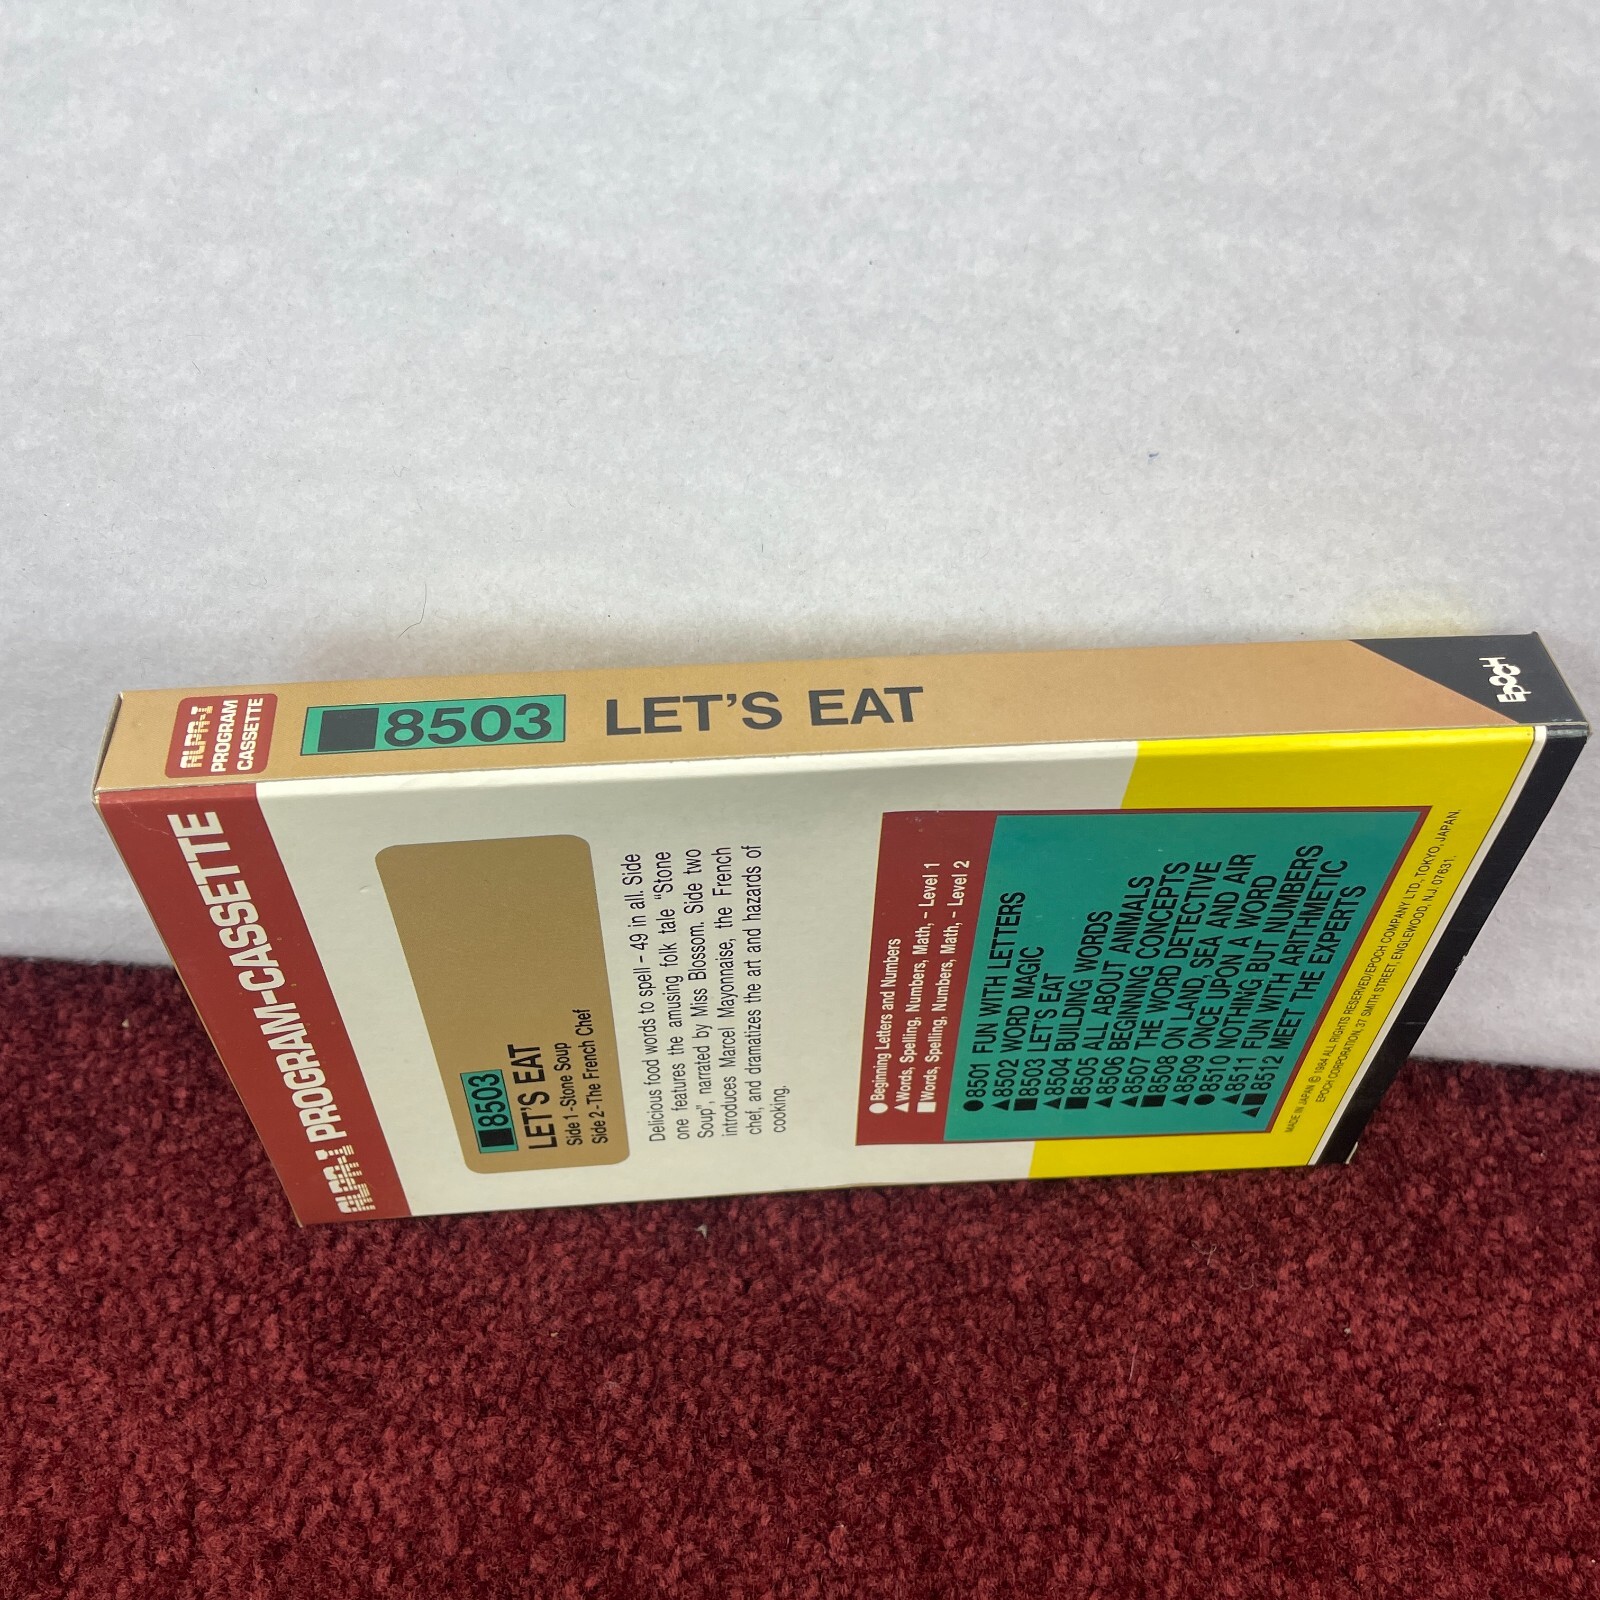 ALPA-I
PROGRAM
CASSETTE
■8503
LET'S EAT
EPOCH
ALPA-I PROGRAM-CASSETTE
■8503
LET'S EAT
Side 1 - Stone Soup
Side 2 - The French Chef
Delicious food words to spell – 49 in all. Side
one features the amusing folk tale "Stone
Soup", narrated by Miss Blossom. Side two
introduces Marcel Mayonnaise, the French
chef, and dramatizes the art and hazards of
cooking.
●Beginning Letters and Numbers
▲Words, Spelling, Numbers, Math, – Level 1
■Words, Spelling, Numbers, Math, – Level 2
●8501 FUN WITH LETTERS
▲8502 WORD MAGIC
■8503 LET'S EAT
▲8504 BUILDING WORDS
■8505 ALL ABOUT ANIMALS
▲8506 BEGINNING CONCEPTS
▲8507 THE WORD DETECTIVE
■8508 ON LAND, SEA AND AIR
▲8509 ONCE UPON A WORD
●8510 NOTHING BUT NUMBERS
▲8511 FUN WITH ARITHMETIC
▲■8512 MEET THE EXPERTS
MADE IN JAPAN © 1984 ALL RIGHTS RESERVED/EPOCH COMPANY LTD., TOKYO, JAPAN.
EPOCH CORPORATION, 37 SMITH STREET, ENGLEWOOD, N.J. 07631.